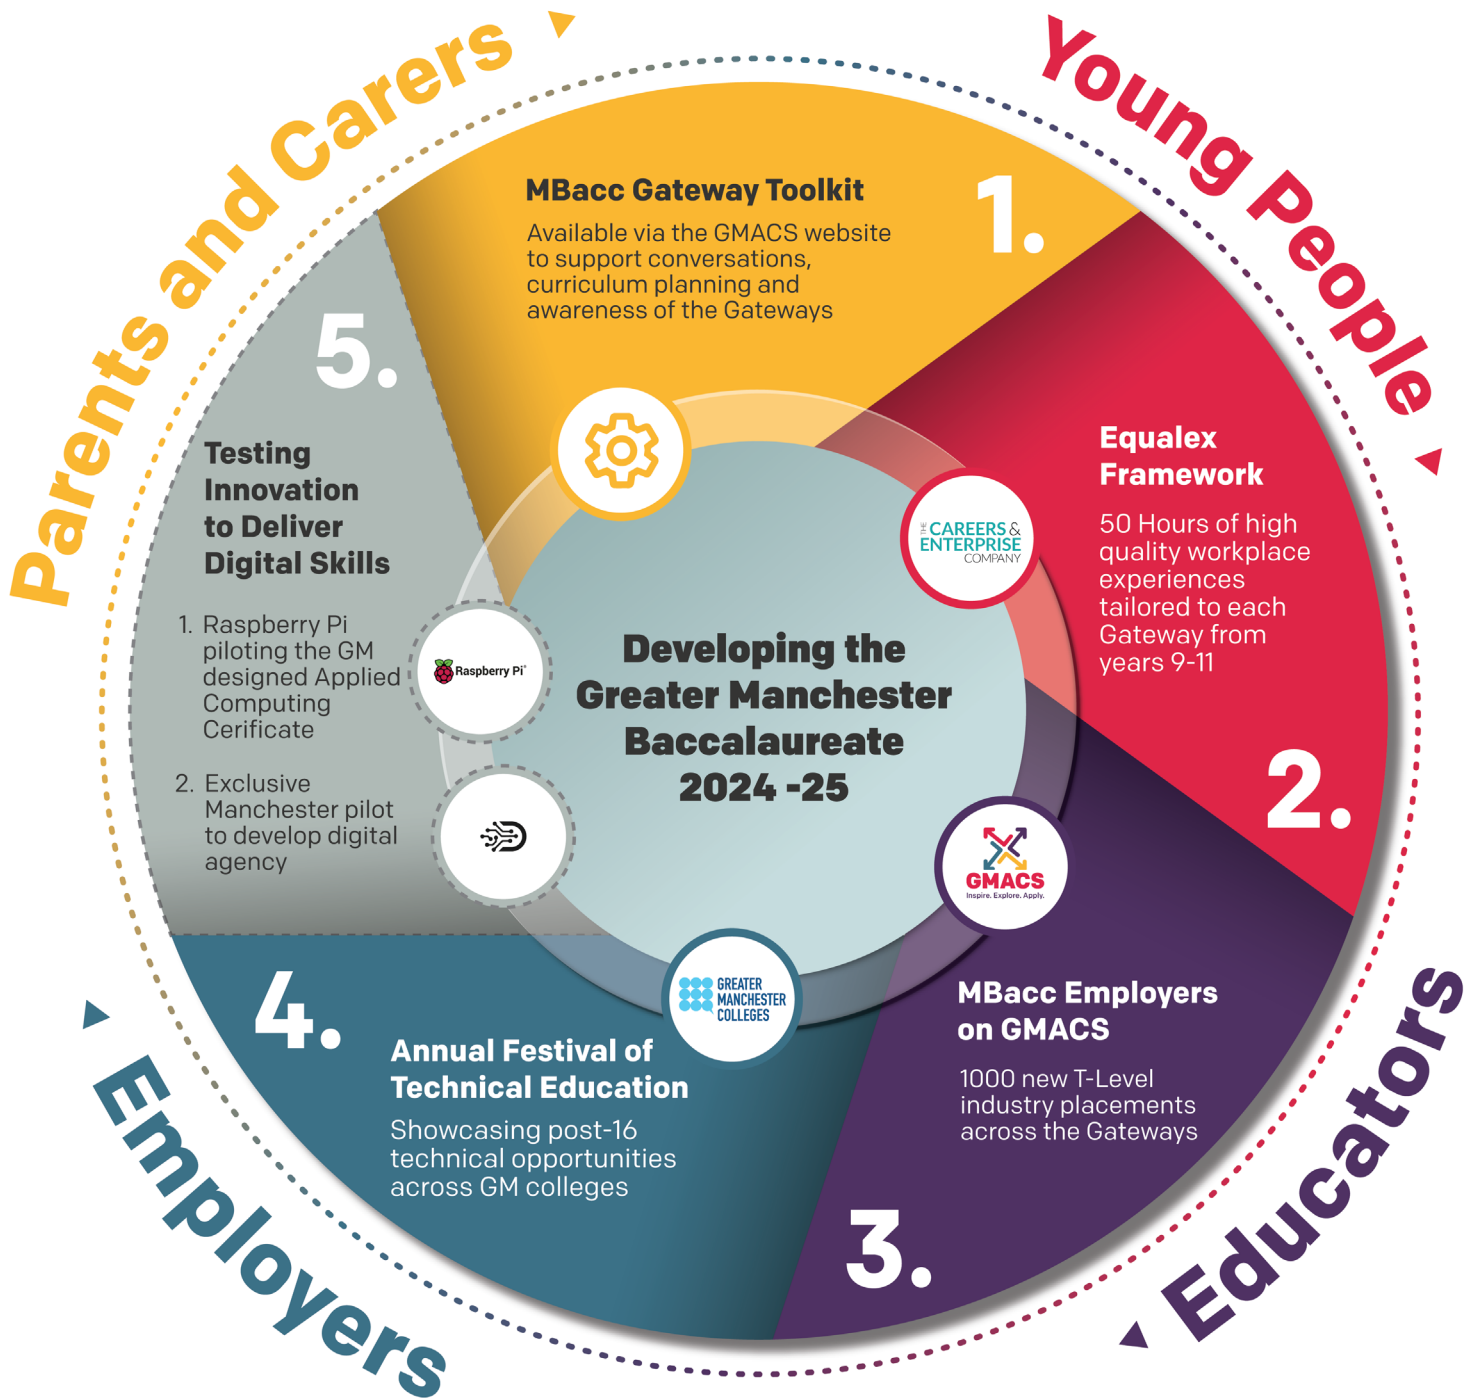 Parents and Carers
Young People
Educators
Employers
Developing the
Greater Manchester
Baccalaureate
2024 -25
1.
MBacc Gateway Toolkit
Available via the GMACS website
to support conversations,
curriculum planning and
awareness of the Gateways
2.
Equalex
Framework
50 Hours of high
quality workplace
experiences
tailored to each
Gateway from
years 9-11
THE
CAREERS &
ENTERPRISE
COMPANY
3.
MBacc Employers
on GMACS
1000 new T-Level
industry placements
across the Gateways
GMACS
Inspire. Explore. Apply.
4.
Annual Festival of
Technical Education
Showcasing post-16
technical opportunities
across GM colleges
GREATER
MANCHESTER
COLLEGES
5.
Testing
Innovation
to Deliver
Digital Skills
1. Raspberry Pi
piloting the GM
designed Applied
Computing
Cerificate
2. Exclusive
Manchester pilot
to develop digital
agency
Raspberry Pi